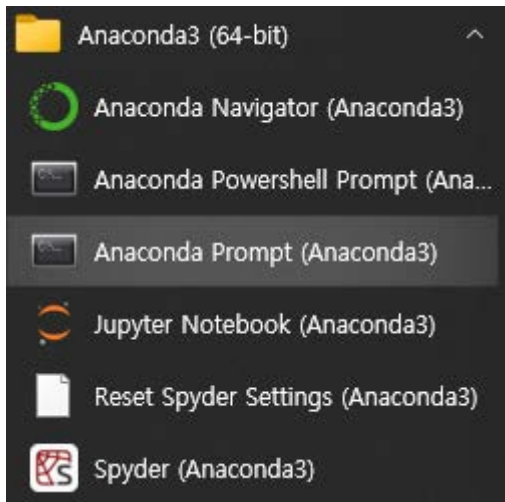 Anaconda3 (64-bit)
Anaconda Navigator (Anaconda3)
Anaconda Powershell Prompt (Ana...
Anaconda Prompt (Anaconda3)
Jupyter Notebook (Anaconda3)
Reset Spyder Settings (Anaconda3)
Spyder (Anaconda3)